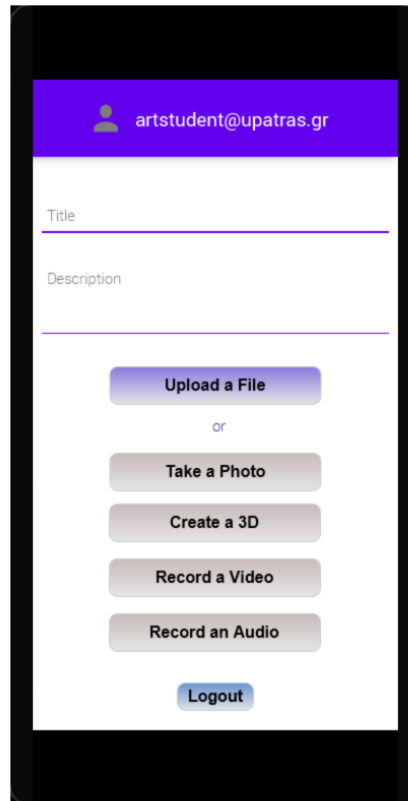 artstudent@upatras.gr
Title
Description
Upload a File
or
Take a Photo
Create a 3D
Record a Video
Record an Audio
Logout